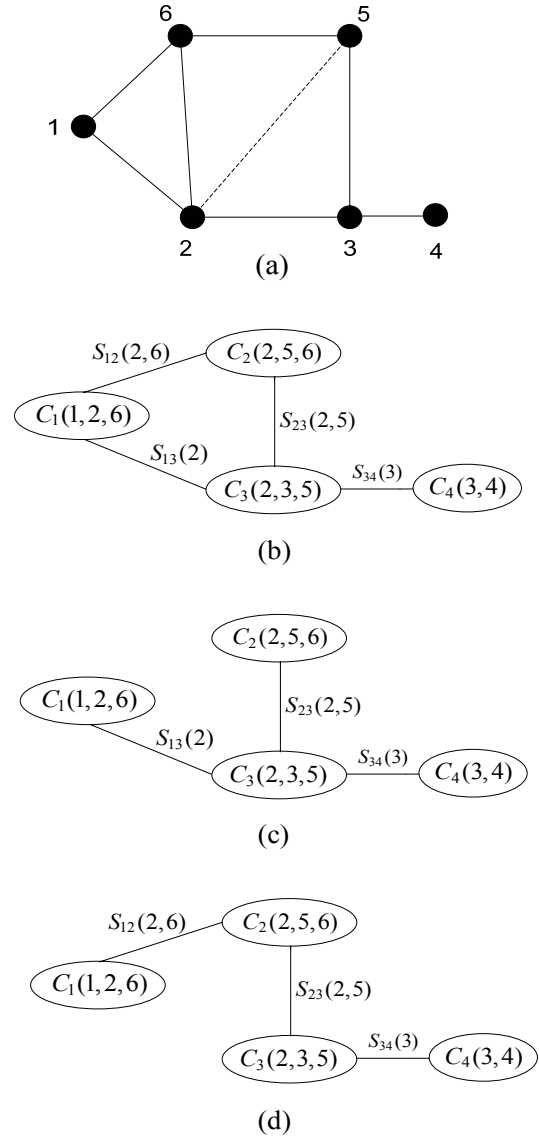 6
5
1
2
3
4
(a)
S₁₂(2,6)
C₂(2,5,6)
C₁(1,2,6)
S₂₃(2,5)
S₁₃(2)
S₃₄(3)
C₃(2,3,5)
C₄(3,4)
(b)
C₂(2,5,6)
C₁(1,2,6)
S₂₃(2,5)
S₁₃(2)
S₃₄(3)
C₃(2,3,5)
C₄(3,4)
(c)
S₁₂(2,6)
C₂(2,5,6)
C₁(1,2,6)
S₂₃(2,5)
S₃₄(3)
C₃(2,3,5)
C₄(3,4)
(d)